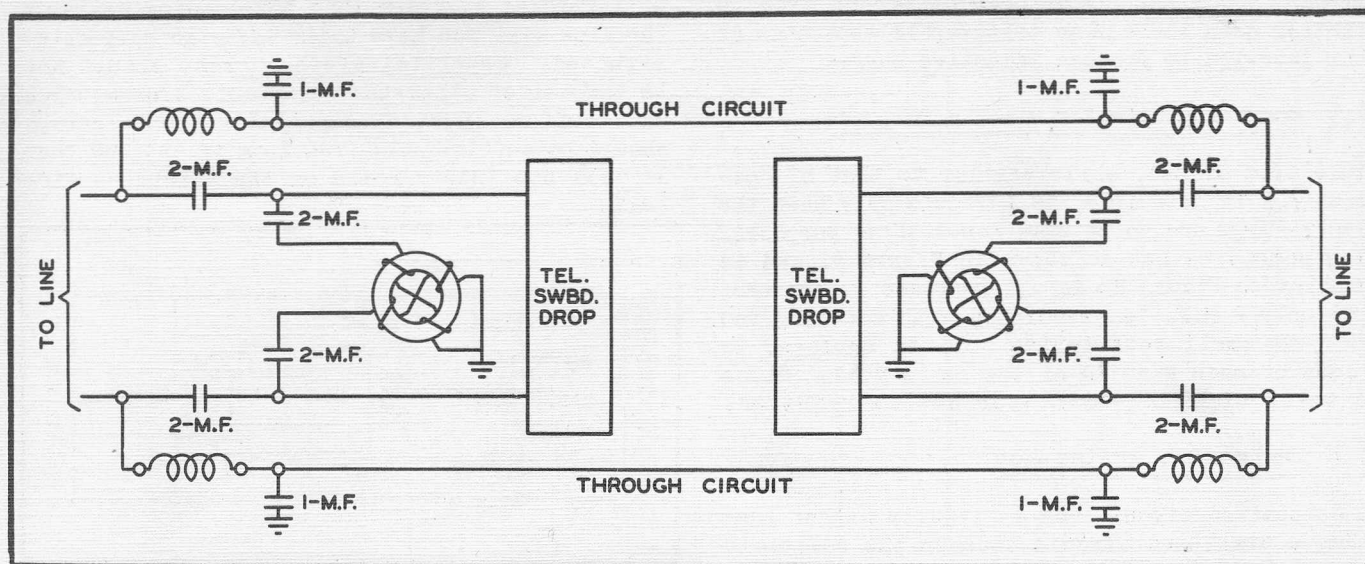 1-M.F.
1-M.F.
THROUGH CIRCUIT
2-M.F.
2-M.F.
2-M.F.
2-M.F.
TO LINE
TEL.
SWBD.
DROP
TEL.
SWBD.
DROP
TO LINE
2-M.F.
2-M.F.
2-M.F.
2-M.F.
THROUGH CIRCUIT
1-M.F.
1-M.F.